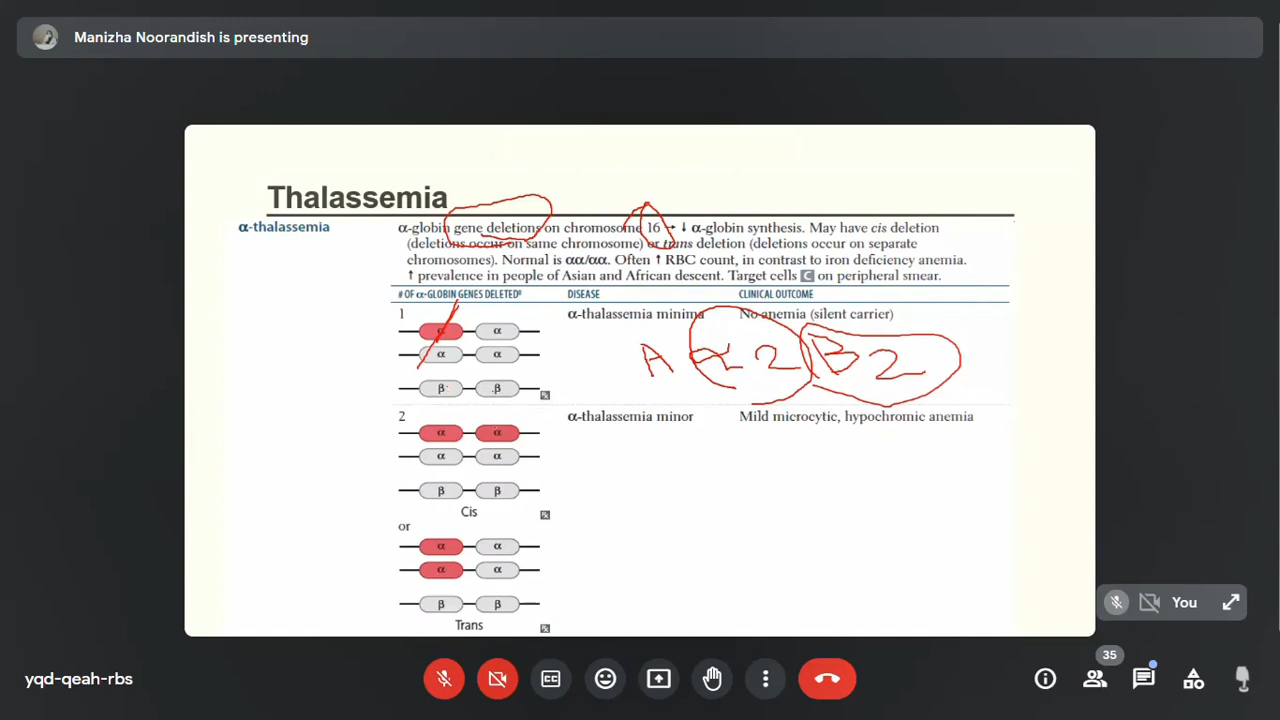 Manizha Noorandish is presenting
Thalassemia
α-thalassemia
α-globin gene deletions on chromosome 16 → ↓ α-globin synthesis. May have cis deletion
(deletions occur on same chromosome) or trans deletion (deletions occur on separate
chromosomes). Normal is αα/αα. Often ↑ RBC count, in contrast to iron deficiency anemia.
↑ prevalence in people of Asian and African descent. Target cells C on peripheral smear.
# OF α-GLOBIN GENES DELETED⁰ DISEASE CLINICAL OUTCOME
1 α-thalassemia minima No anemia (silent carrier)
α α
α α
A α2 B2
β β
2 α-thalassemia minor Mild microcytic, hypochromic anemia
α α
α α
β β
Cis
or
α α
α α
β β
Trans
You
35
CC
yqd-qeah-rbs